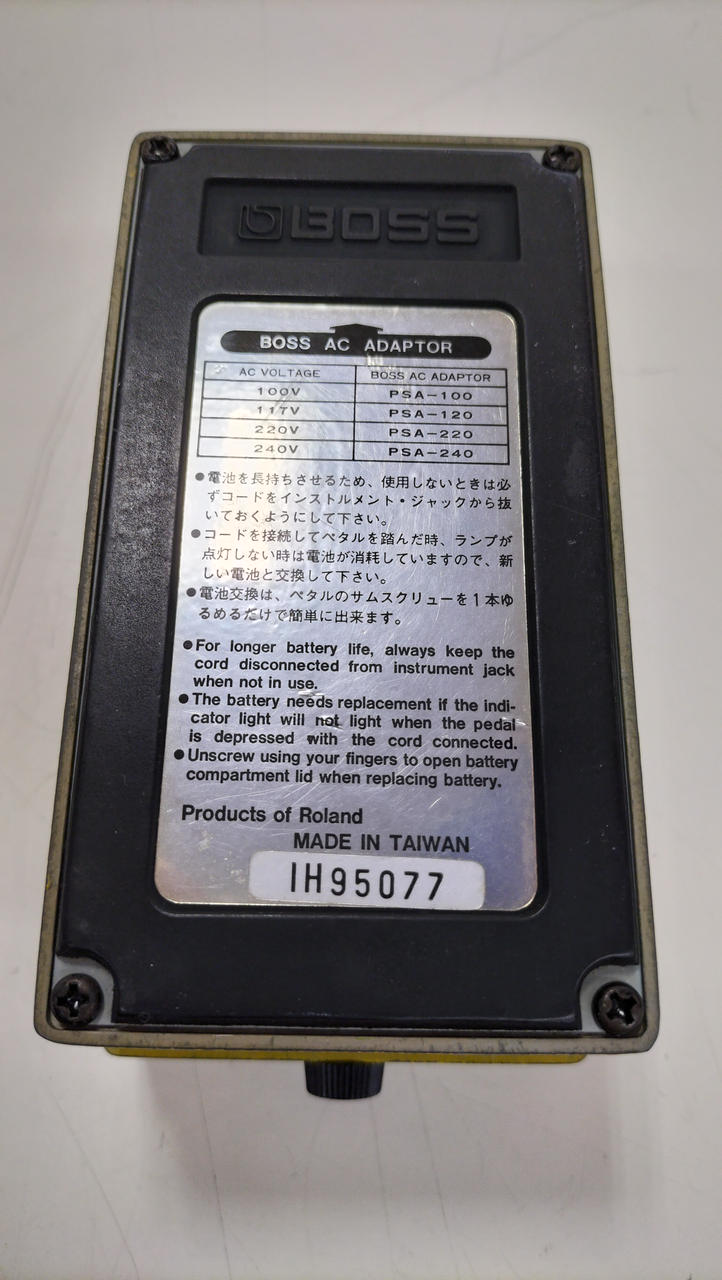 BOSS
BOSS AC ADAPTOR
AC VOLTAGE BOSS AC ADAPTOR
100V PSA-100
117V PSA-120
220V PSA-220
240V PSA-240
●電池を長持ちさせるため、使用しないときは必
ずコードをインストルメント・ジャックから抜
いておくようにして下さい。
●コードを接続してペタルを踏んだ時、ランプが
点灯しない時は電池が消耗していますので、新
しい電池と交換して下さい。
●電池交換は、ペタルのサムスクリューを1本ゆ
るめるだけで簡単に出来ます。
●For longer battery life, always keep the
cord disconnected from instrument jack
when not in use.
●The battery needs replacement if the indi-
cator light will not light when the pedal
is depressed with the cord connected.
●Unscrew using your fingers to open battery
compartment lid when replacing battery.
Products of Roland
MADE IN TAIWAN
IH95077